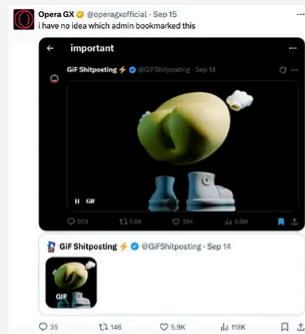 Opera GX @operagxofficial · Sep 15
i have no idea which admin bookmarked this
important
GiF Shitposting @GiFShitposting · Sep 14
GIF
503 5.6K 33K 5.9M
GiF Shitposting @GIFShitposting · Sep 14
GIF
35 146 5.9K 118K